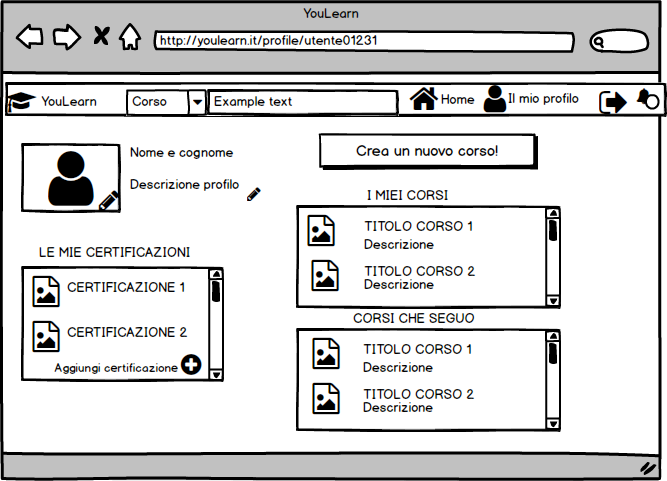 YouLearn
http://youlearn.it/profile/utente01231
YouLearn
Corso
Example text
Home
Il mio profilo
Nome e cognome
Descrizione profilo
Crea un nuovo corso!
I MIEI CORSI
TITOLO CORSO 1
Descrizione
TITOLO CORSO 2
Descrizione
LE MIE CERTIFICAZIONI
CERTIFICAZIONE 1
CERTIFICAZIONE 2
Aggiungi certificazione
CORSI CHE SEGUO
TITOLO CORSO 1
Descrizione
TITOLO CORSO 2
Descrizione